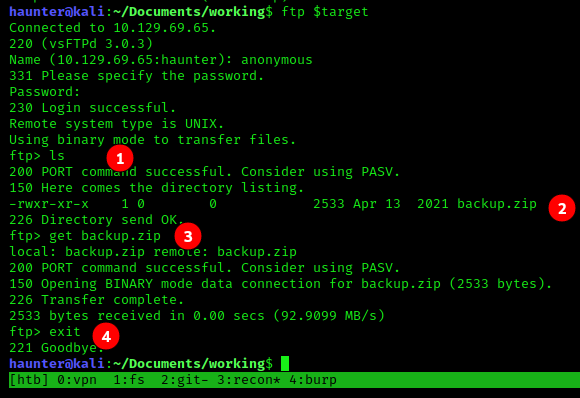 haunter@kali:~/Documents/working$ ftp $target
Connected to 10.129.69.65.
220 (vsFTPd 3.0.3)
Name (10.129.69.65:haunter): anonymous
331 Please specify the password.
Password:
230 Login successful.
Remote system type is UNIX.
Using binary mode to transfer files.
ftp> ls 1
200 PORT command successful. Consider using PASV.
150 Here comes the directory listing.
-rwxr-xr-x    1 0        0            2533 Apr 13  2021 backup.zip 2
226 Directory send OK.
ftp> get backup.zip 3
local: backup.zip remote: backup.zip
200 PORT command successful. Consider using PASV.
150 Opening BINARY mode data connection for backup.zip (2533 bytes).
226 Transfer complete.
2533 bytes received in 0.00 secs (92.9099 MB/s)
ftp> exit 4
221 Goodbye.
haunter@kali:~/Documents/working$
[htb] 0:vpn  1:fs  2:git- 3:recon* 4:burp